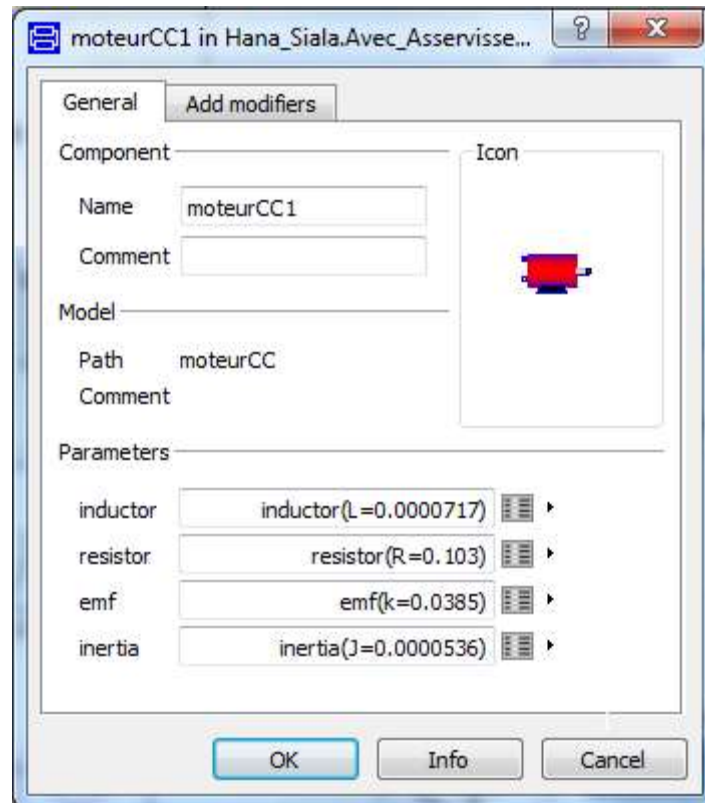 moteurCC1 in Hana_Siala.Avec_Asservisse...
General
Add modifiers
Component
Icon
Name moteurCC1
Comment
Model
Path moteurCC
Comment
Parameters
inductor inductor(L=0.0000717)
resistor resistor(R=0.103)
emf emf(k=0.0385)
inertia inertia(J=0.0000536)
OK Info Cancel